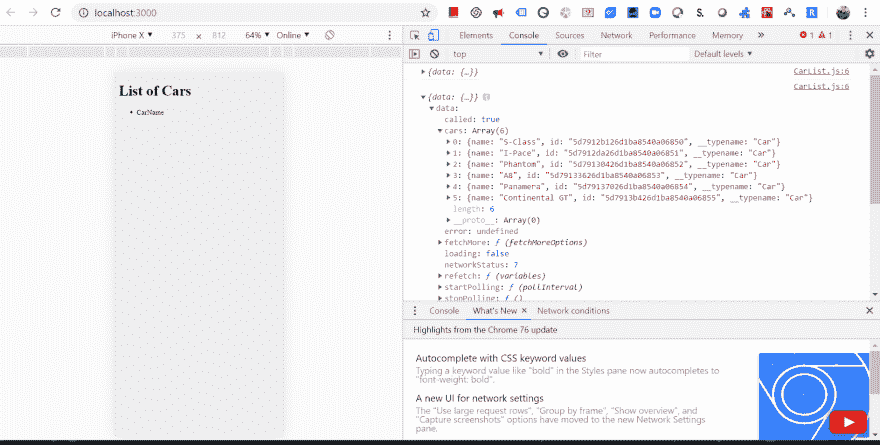 localhost:3000
iPhone X ▼ 375 × 812 64% ▼ Online ▼
Elements Console Sources Network Performance Memory » 1 1
top ▼ Filter Default levels ▼
List of Cars
CarName
▶ {data: {…}} CarList.js:6
CarList.js:6
▼ {data: {…}}
▼ data:
called: true
▼ cars: Array(6)
▶ 0: {name: "S-Class", id: "5d7912b126d1ba8540a06850", __typename: "Car"}
▶ 1: {name: "I-Pace", id: "5d7912da26d1ba8540a06851", __typename: "Car"}
▶ 2: {name: "Phantom", id: "5d79130426d1ba8540a06852", __typename: "Car"}
▶ 3: {name: "A8", id: "5d79133626d1ba8540a06853", __typename: "Car"}
▶ 4: {name: "Panamera", id: "5d79137026d1ba8540a06854", __typename: "Car"}
▶ 5: {name: "Continental GT", id: "5d7913b426d1ba8540a06855", __typename: "Car"}
length: 6
▶ __proto__: Array(0)
error: undefined
▶ fetchMore: ƒ (fetchMoreOptions)
loading: false
networkStatus: 7
▶ refetch: ƒ (variables)
▶ startPolling: ƒ (pollInterval)
▶ stopPolling: ƒ ()
Console What's New × Network conditions
Highlights from the Chrome 76 update
Autocomplete with CSS keyword values
Typing a keyword value like "bold" in the Styles pane now autocompletes to
"font-weight: bold".
A new UI for network settings
The "Use large request rows", "Group by frame", "Show overview", and
"Capture screenshots" options have moved to the new Network Settings
pane.